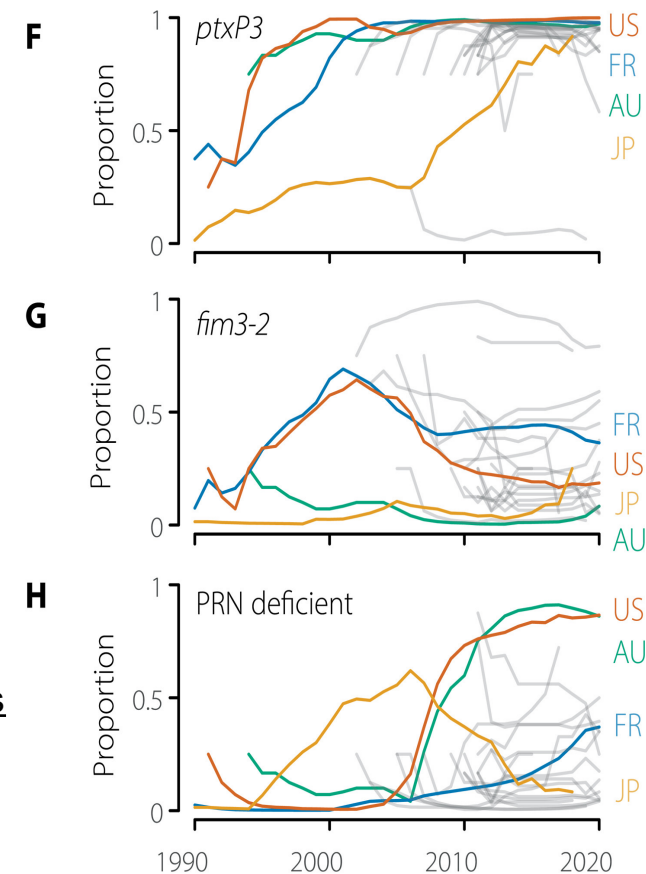 F
ptxP3
1
0.5
0
Proportion
US
FR
AU
JP
G
fim3-2
1
0.5
0
Proportion
FR
US
JP
AU
H
PRN deficient
1
0.5
0
Proportion
US
AU
FR
JP
s
1990 2000 2010 2020